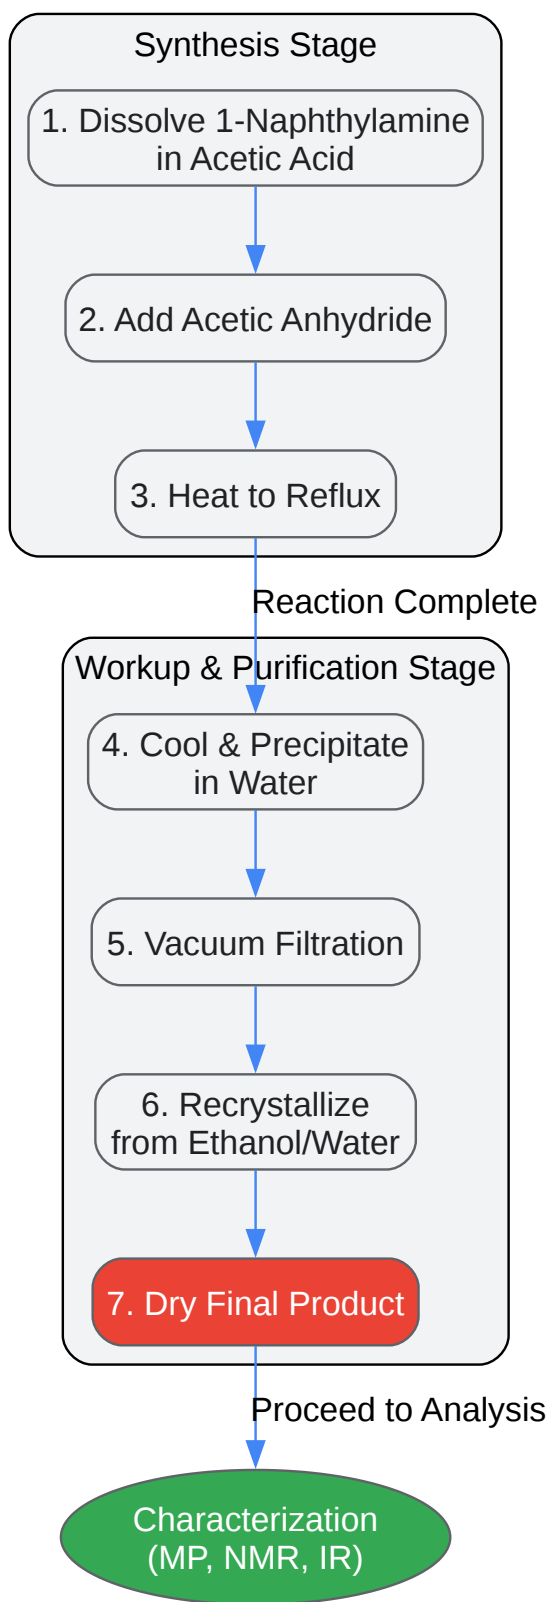 Synthesis Stage
1. Dissolve 1-Naphthylamine
in Acetic Acid
2. Add Acetic Anhydride
3. Heat to Reflux
Reaction Complete
Workup & Purification Stage
4. Cool & Precipitate
in Water
5. Vacuum Filtration
6. Recrystallize
from Ethanol/Water
7. Dry Final Product
Proceed to Analysis
Characterization
(MP, NMR, IR)